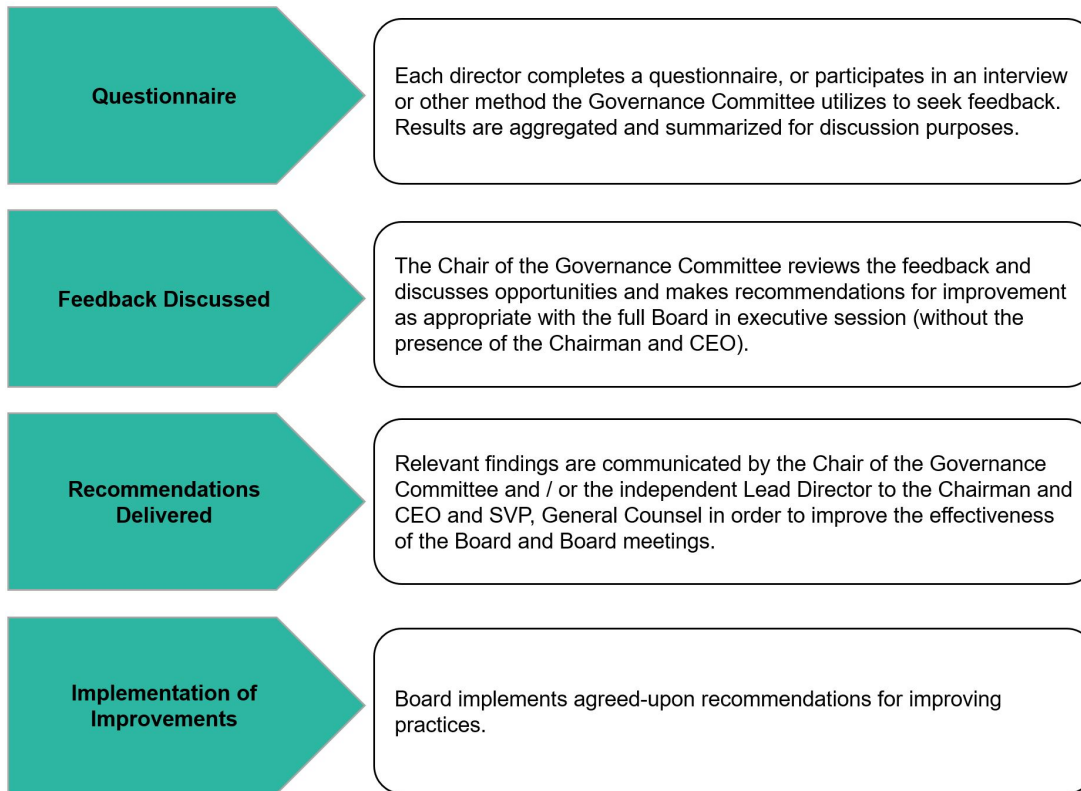 Questionnaire
Each director completes a questionnaire, or participates in an interview
or other method the Governance Committee utilizes to seek feedback.
Results are aggregated and summarized for discussion purposes.
Feedback Discussed
The Chair of the Governance Committee reviews the feedback and
discusses opportunities and makes recommendations for improvement
as appropriate with the full Board in executive session (without the
presence of the Chairman and CEO).
Recommendations
Delivered
Relevant findings are communicated by the Chair of the Governance
Committee and / or the independent Lead Director to the Chairman and
CEO and SVP, General Counsel in order to improve the effectiveness
of the Board and Board meetings.
Implementation of
Improvements
Board implements agreed-upon recommendations for improving
practices.